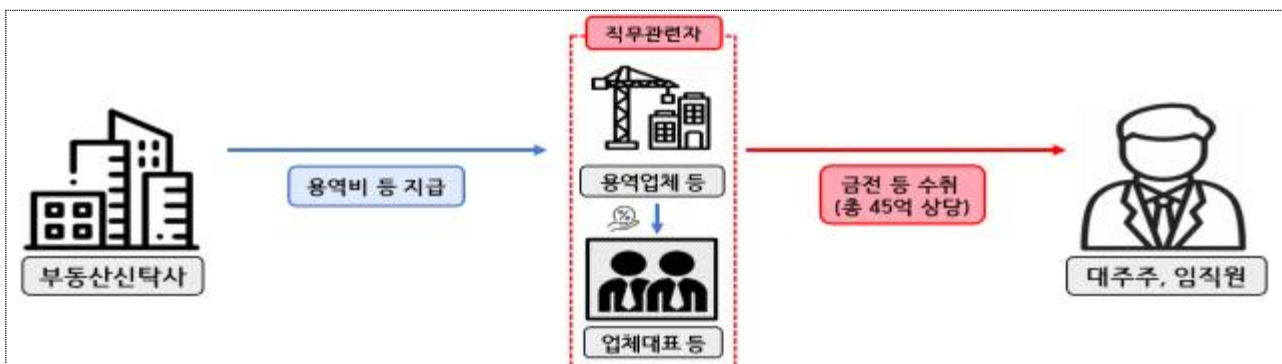 직무관련자
용역비 등 지급
용역업체 등
금전 등 수취
(총 45억 상당)
%
부동산신탁사
업체대표 등
대주주, 임직원